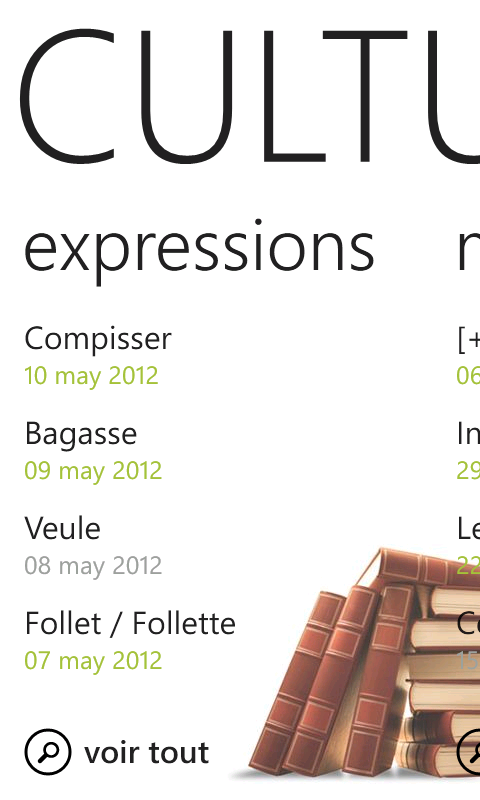 CULTU
expressions
Compisser
10 may 2012
Bagasse
09 may 2012
Veule
08 may 2012
Follet / Follette
07 may 2012
voir tout
[+
06
In
29
Le
22
15